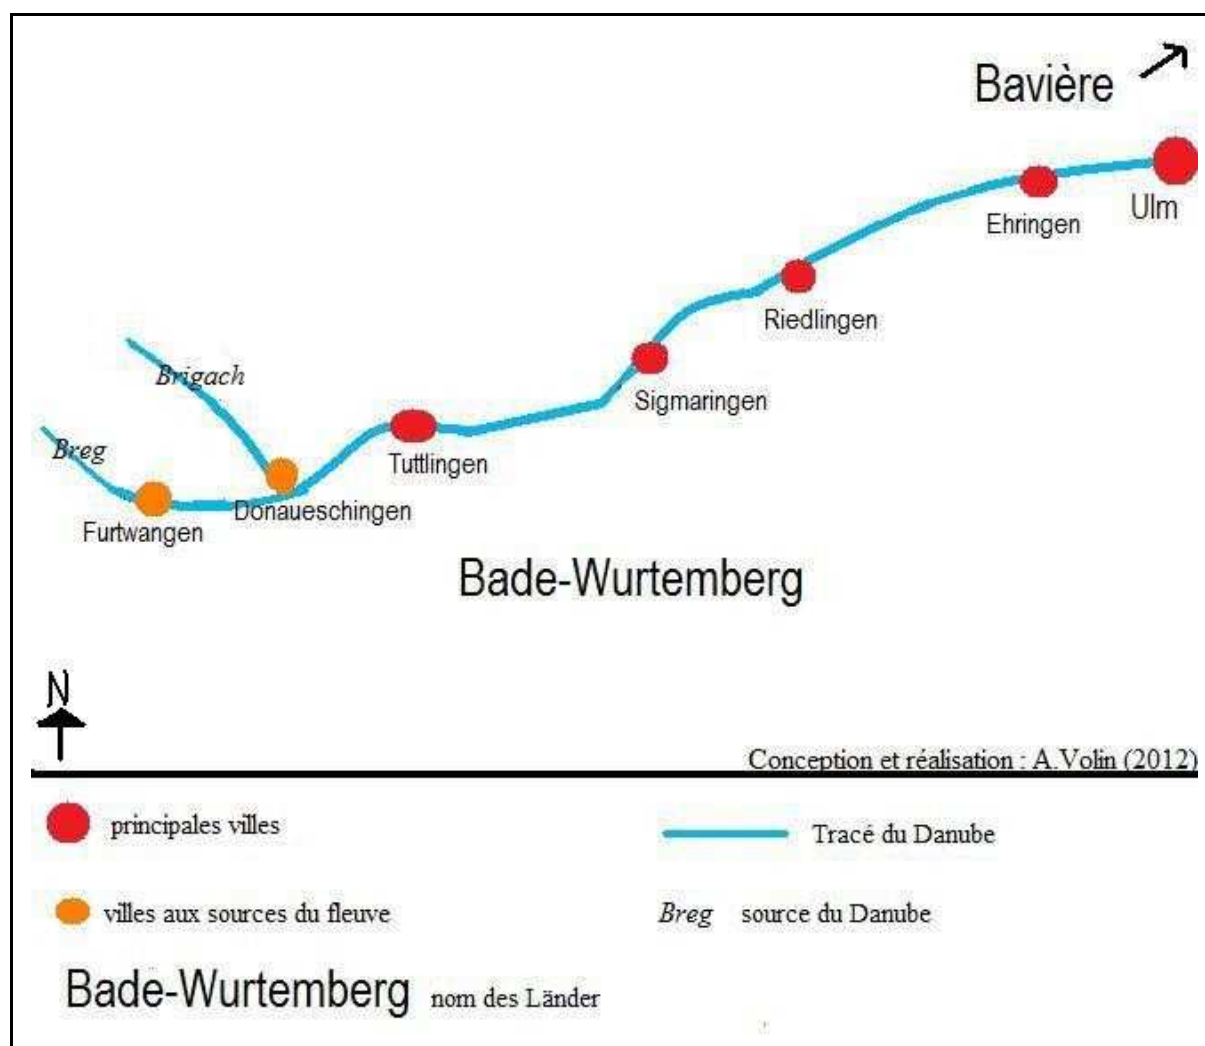 Bavière
Ehringen
Ulm
Riedlingen
Brigach
Sigmaringen
Breg
Tuttlingen
Donaueschingen
Furtwangen
Bade-Wurtemberg
N
Conception et réalisation : A.Volin (2012)
principales villes
Tracé du Danube
villes aux sources du fleuve
Breg source du Danube
Bade-Wurtemberg nom des Länder